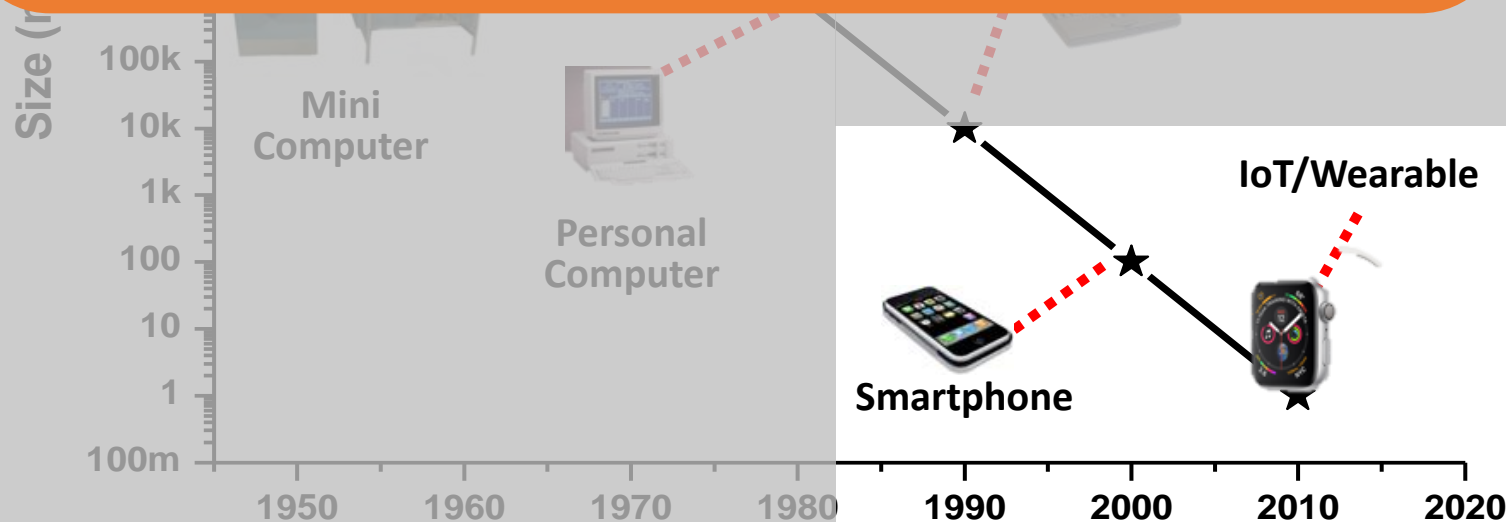 Size (
100k
10k
1k
100
10
1
100m
Mini
Computer
Personal
Computer
Smartphone
IoT/Wearable
1950
1960
1970
1980
1990
2000
2010
2020